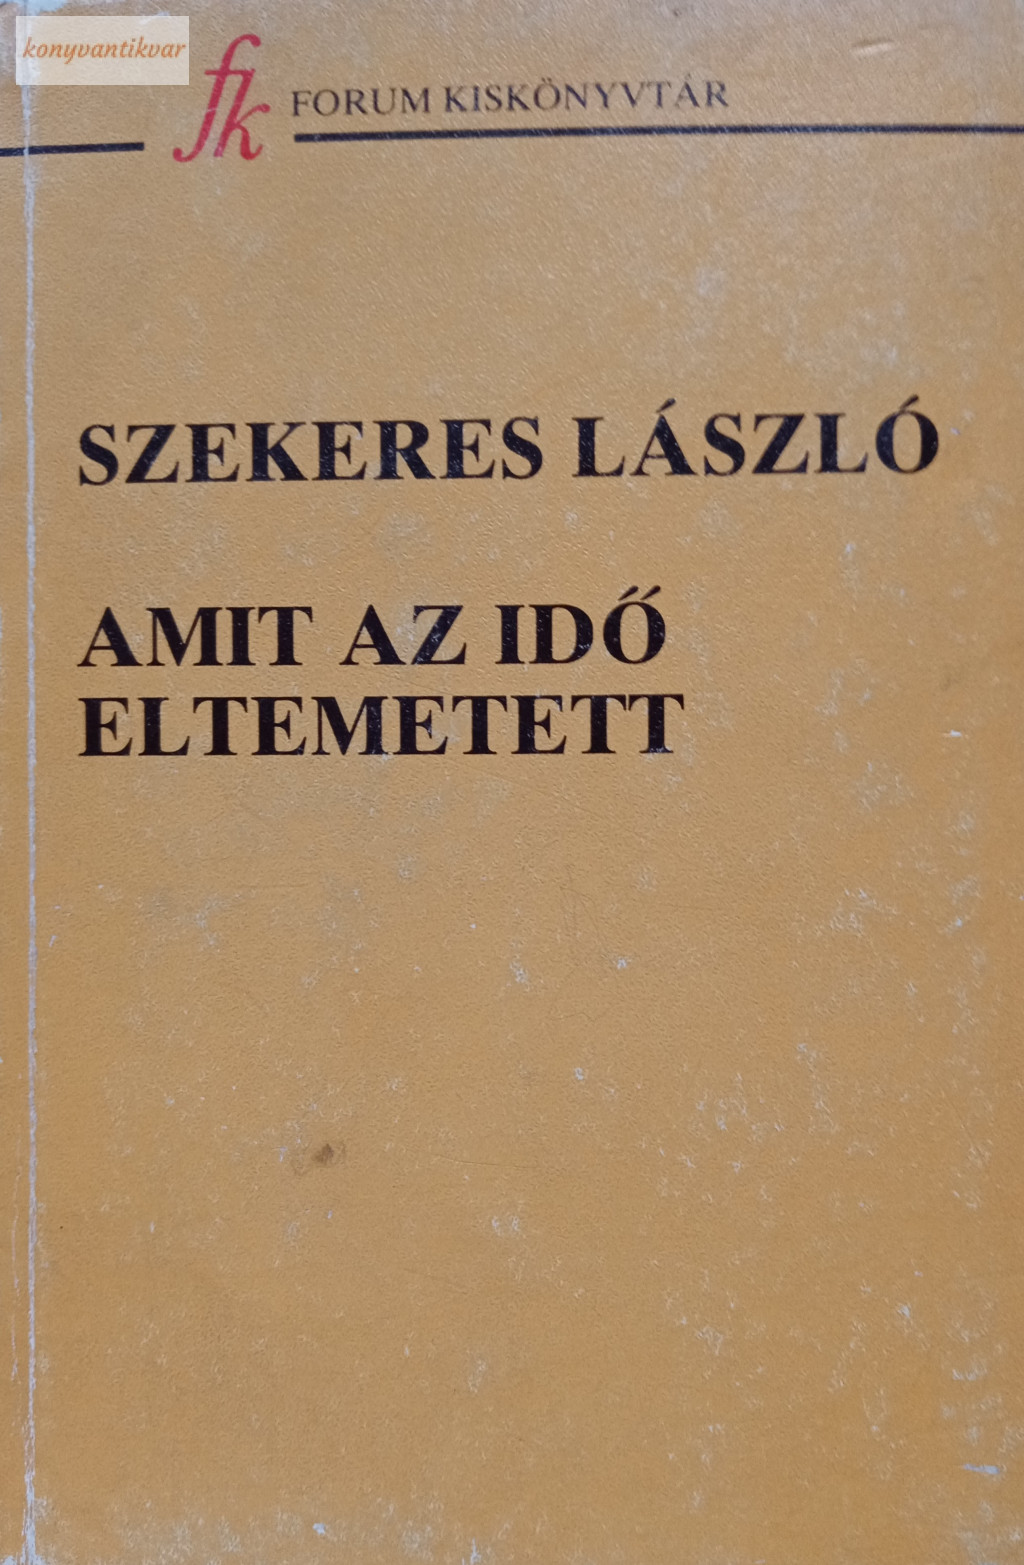 konyvantikvar
fk FORUM KISKÖNYVTÁR
SZEKERES LÁSZLÓ
AMIT AZ IDŐ
ELTEMETETT